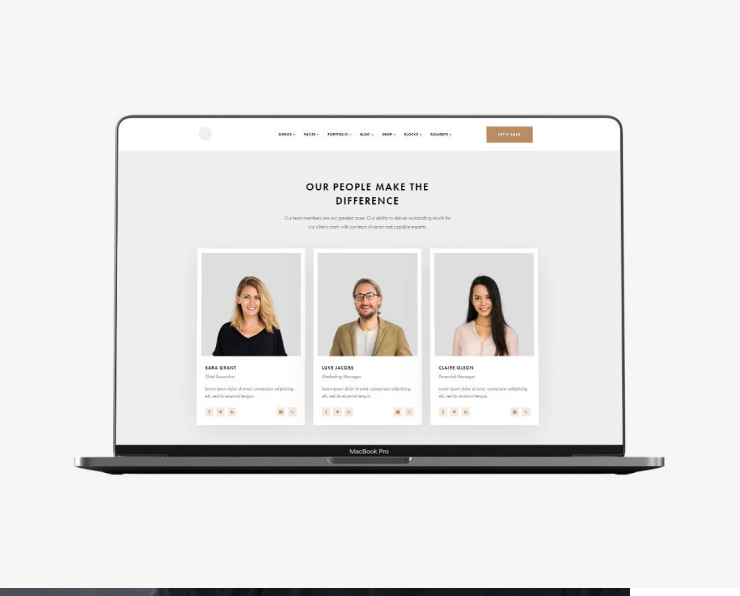 DEMOS PAGES PORTFOLIO BLOG SHOP BLOCKS ELEMENTS LET'S TALK
OUR PEOPLE MAKE THE
DIFFERENCE
Our team members are our greatest asset. Our ability to deliver outstanding results for
our clients starts with our team of smart and capable experts.
SARA GRANT
Chief Executive
Lorem ipsum dolor sit amet, consectetur adipisicing
elit, sed do eiusmod tempor.
LUKE JACOBS
Marketing Manager
Lorem ipsum dolor sit amet, consectetur adipisicing
elit, sed do eiusmod tempor.
CLAIRE OLSON
Financial Manager
Lorem ipsum dolor sit amet, consectetur adipisicing
elit, sed do eiusmod tempor.
MacBook Pro